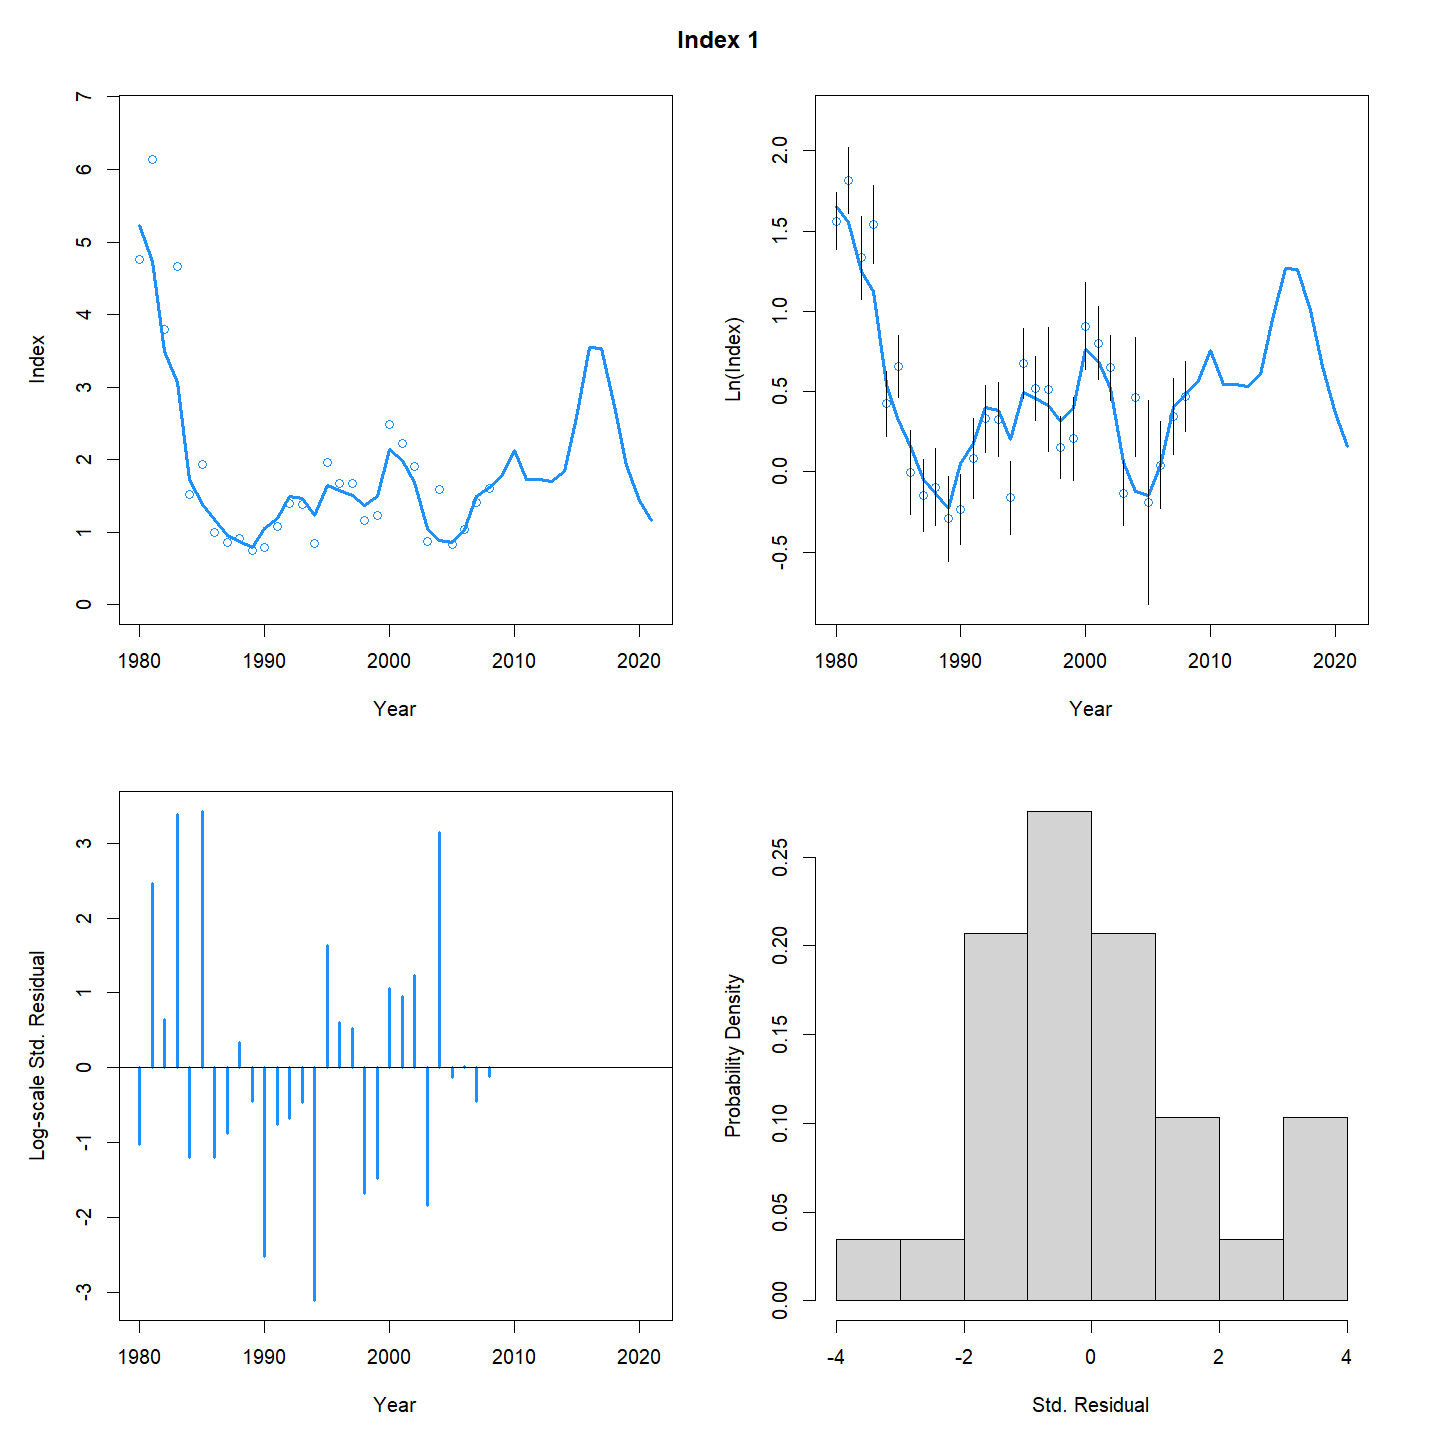 Index 1
7
6
5
4
3
2
1
0
Index
1980 1990 2000 2010 2020
Year
2.0
1.5
1.0
0.5
0.0
-0.5
Ln(Index)
1980 1990 2000 2010 2020
Year
3
2
1
0
-1
-2
-3
Log-scale Std. Residual
1980 1990 2000 2010 2020
Year
0.25
0.20
0.15
0.10
0.05
0.00
Probability Density
-4 -2 0 2 4
Std. Residual